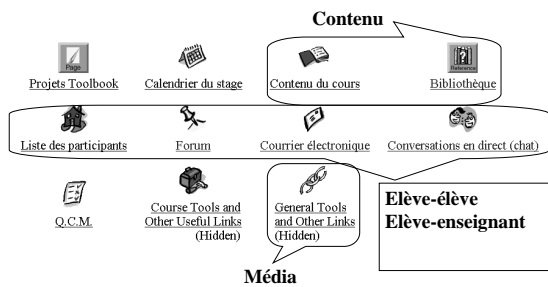 Contenu
Page
Reference
Projets Toolbook
Calendrier du stage
Contenu du cours
Bibliothèque
Liste des participants
Forum
Courrier électronique
Conversations en direct (chat)
Q.C.M.
Course Tools and
Other Useful Links
(Hidden)
General Tools
and Other Links
(Hidden)
Elève-élève
Elève-enseignant
Média